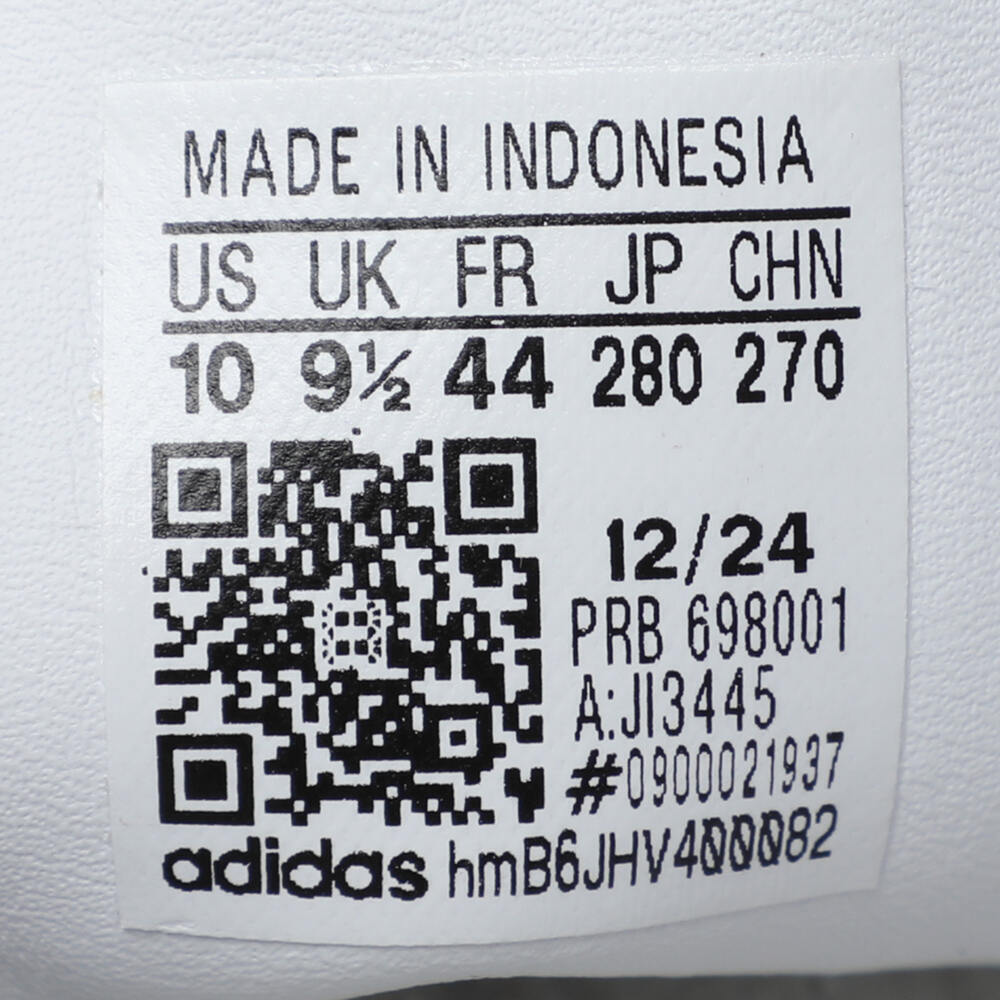 MADE IN INDONESIA
US UK FR JP CHN
10 9½ 44 280 270
12/24
PRB 698001
A:JI3445
#0900021937
adidas hmB6JHV4000082